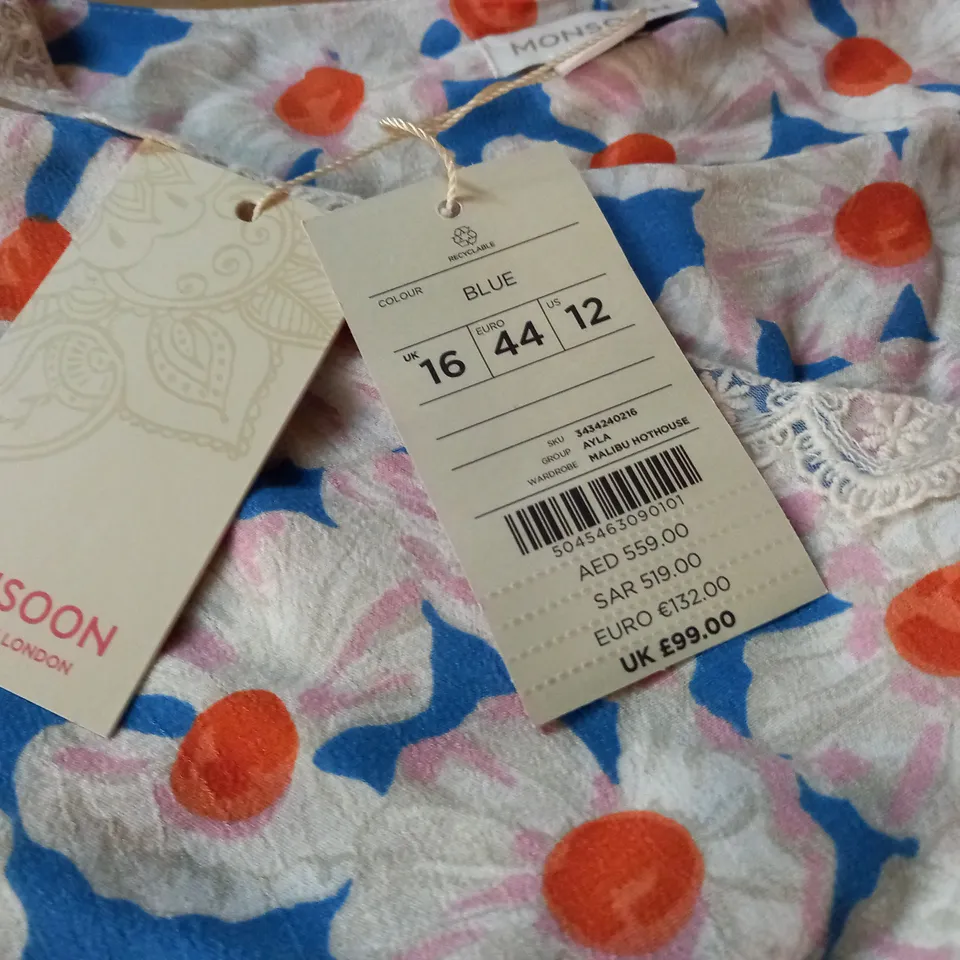 MONSOON
RECYCLABLE
COLOUR BLUE
UK 16 EURO 44 US 12
SKU 3434240216
GROUP AYLA
WARDROBE MALIBU HOTHOUSE
5045463090101
AED 559.00
SAR 519.00
EURO €132.00
UK £99.00
SOON
LONDON